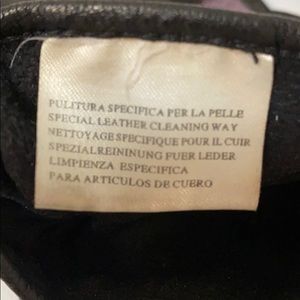 PULITURA SPECIFICA PER LA PELLE
SPECIAL LEATHER CLEANING WAY
NETTOYAGE SPECIFIQUE POUR IL CUIR
SPEZIALREININUNG FUER LEDER
LIMPIENZA ESPECIFICA
PARA ARTICULOS DE CUERO